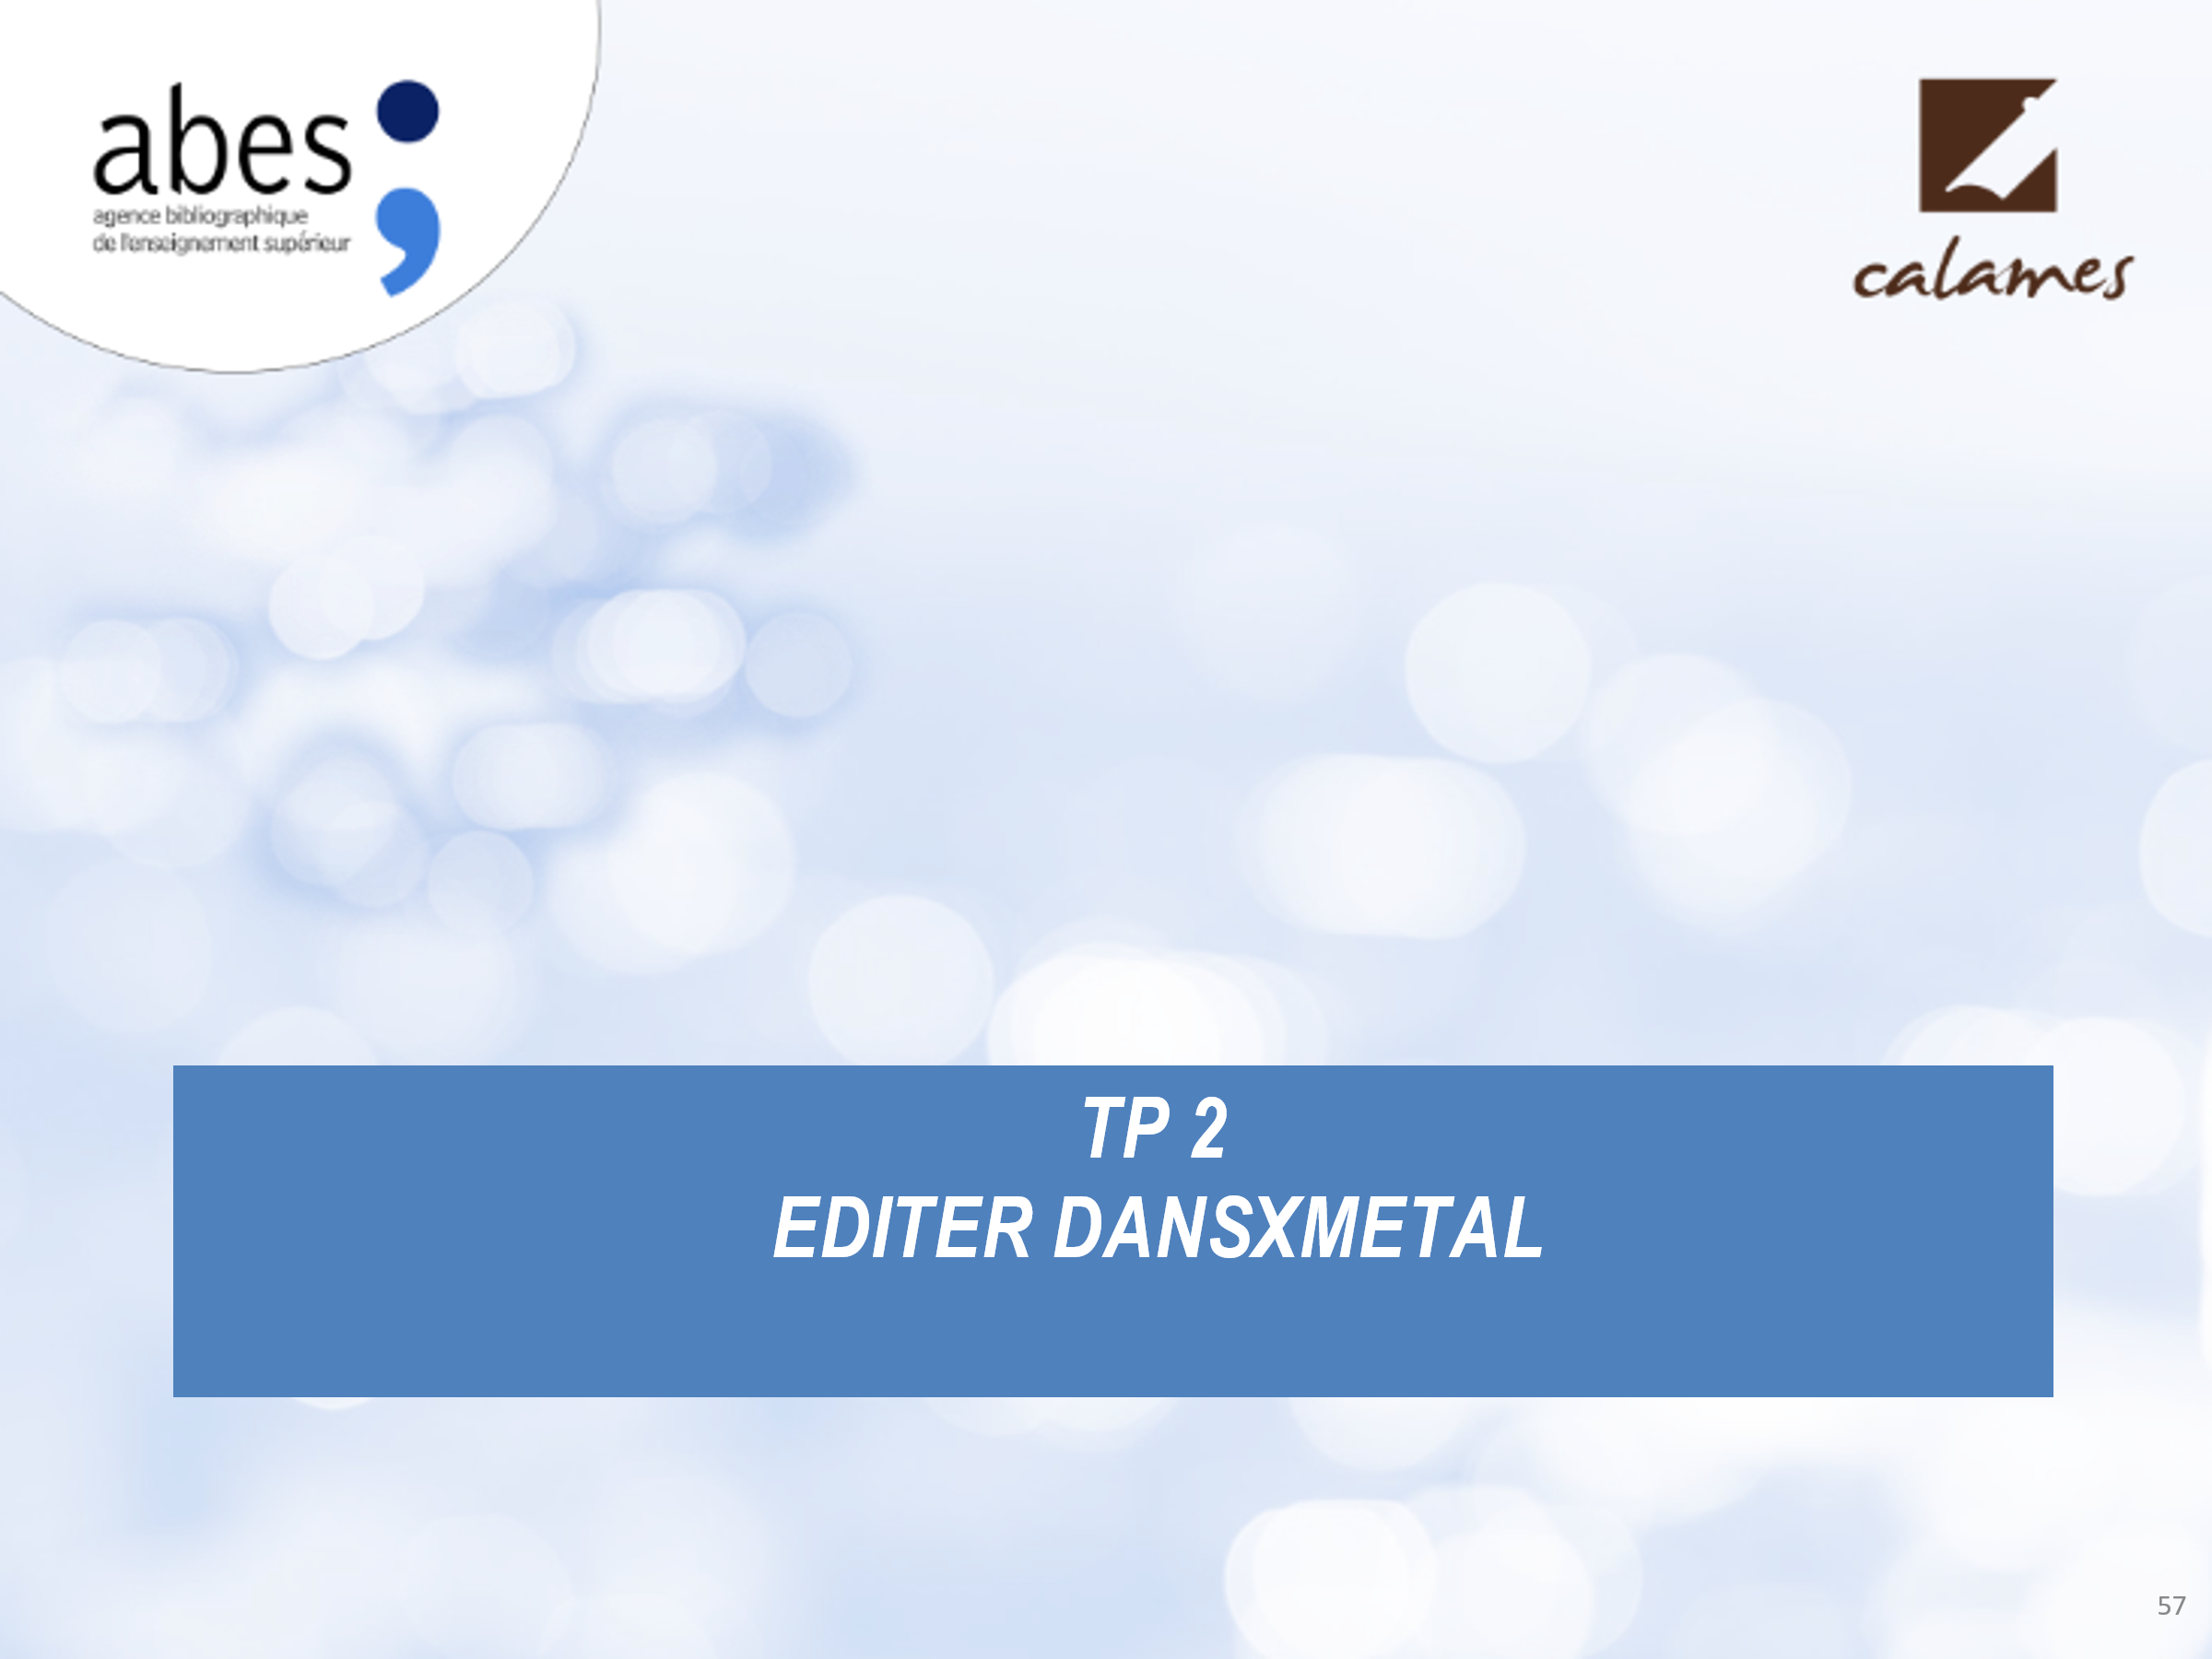 abes
agence bibliographique
de l'enseignement supérieur
calames
TP 2
EDITER DANSXMETAL
57